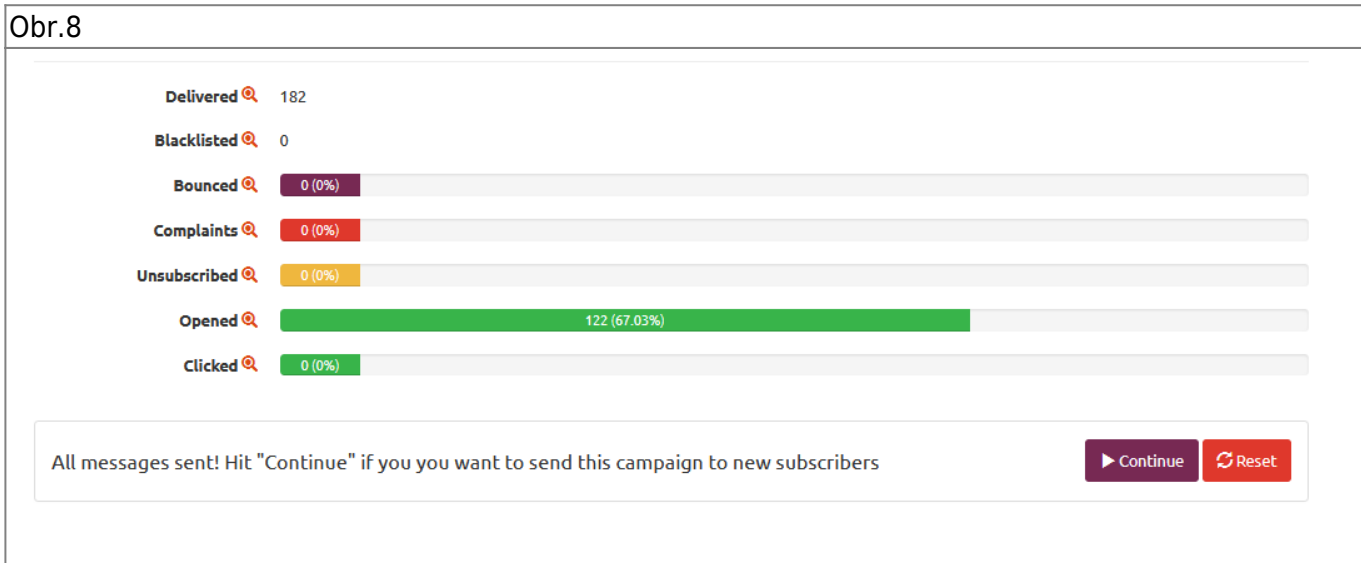 Obr.8
Delivered 182
Blacklisted 0
Bounced 0 (0%)
Complaints 0 (0%)
Unsubscribed 0 (0%)
Opened 122 (67.03%)
Clicked 0 (0%)
All messages sent! Hit "Continue" if you you want to send this campaign to new subscribers Continue Reset